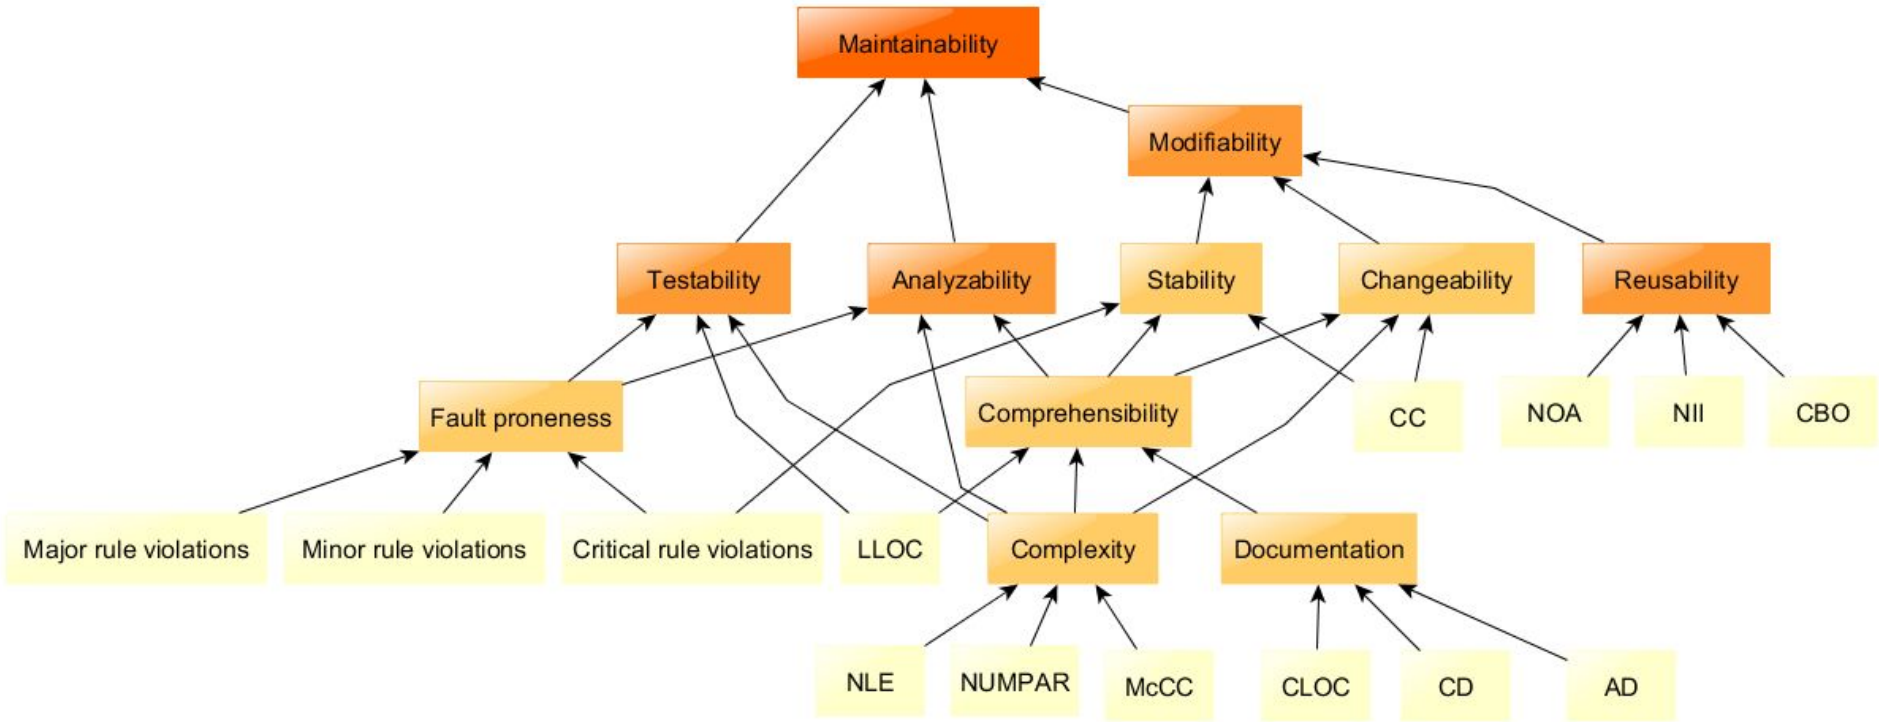 Maintainability
Modifiability
Testability
Analyzability
Stability
Changeability
Reusability
Fault proneness
Comprehensibility
CC
NOA
NII
CBO
Major rule violations
Minor rule violations
Critical rule violations
LLOC
Complexity
Documentation
NLE
NUMPAR
McCC
CLOC
CD
AD